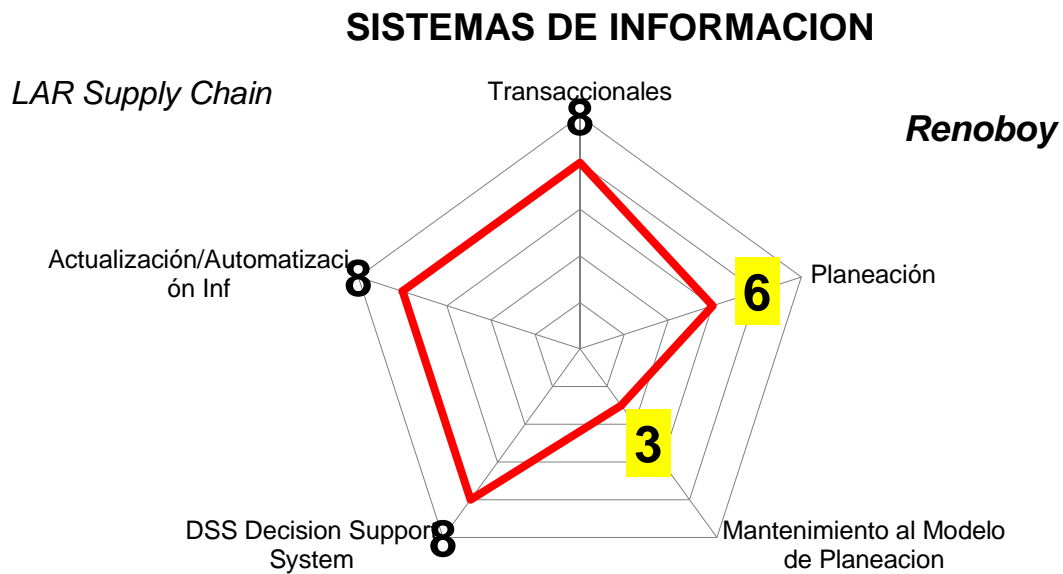 SISTEMAS DE INFORMACION
LAR Supply Chain
Transaccionales
8
Renoboy
Actualización/Automatizaci
ón Inf
8
6
Planeación
3
DSS Decision Support
System
8
Mantenimiento al Modelo
de Planeacion